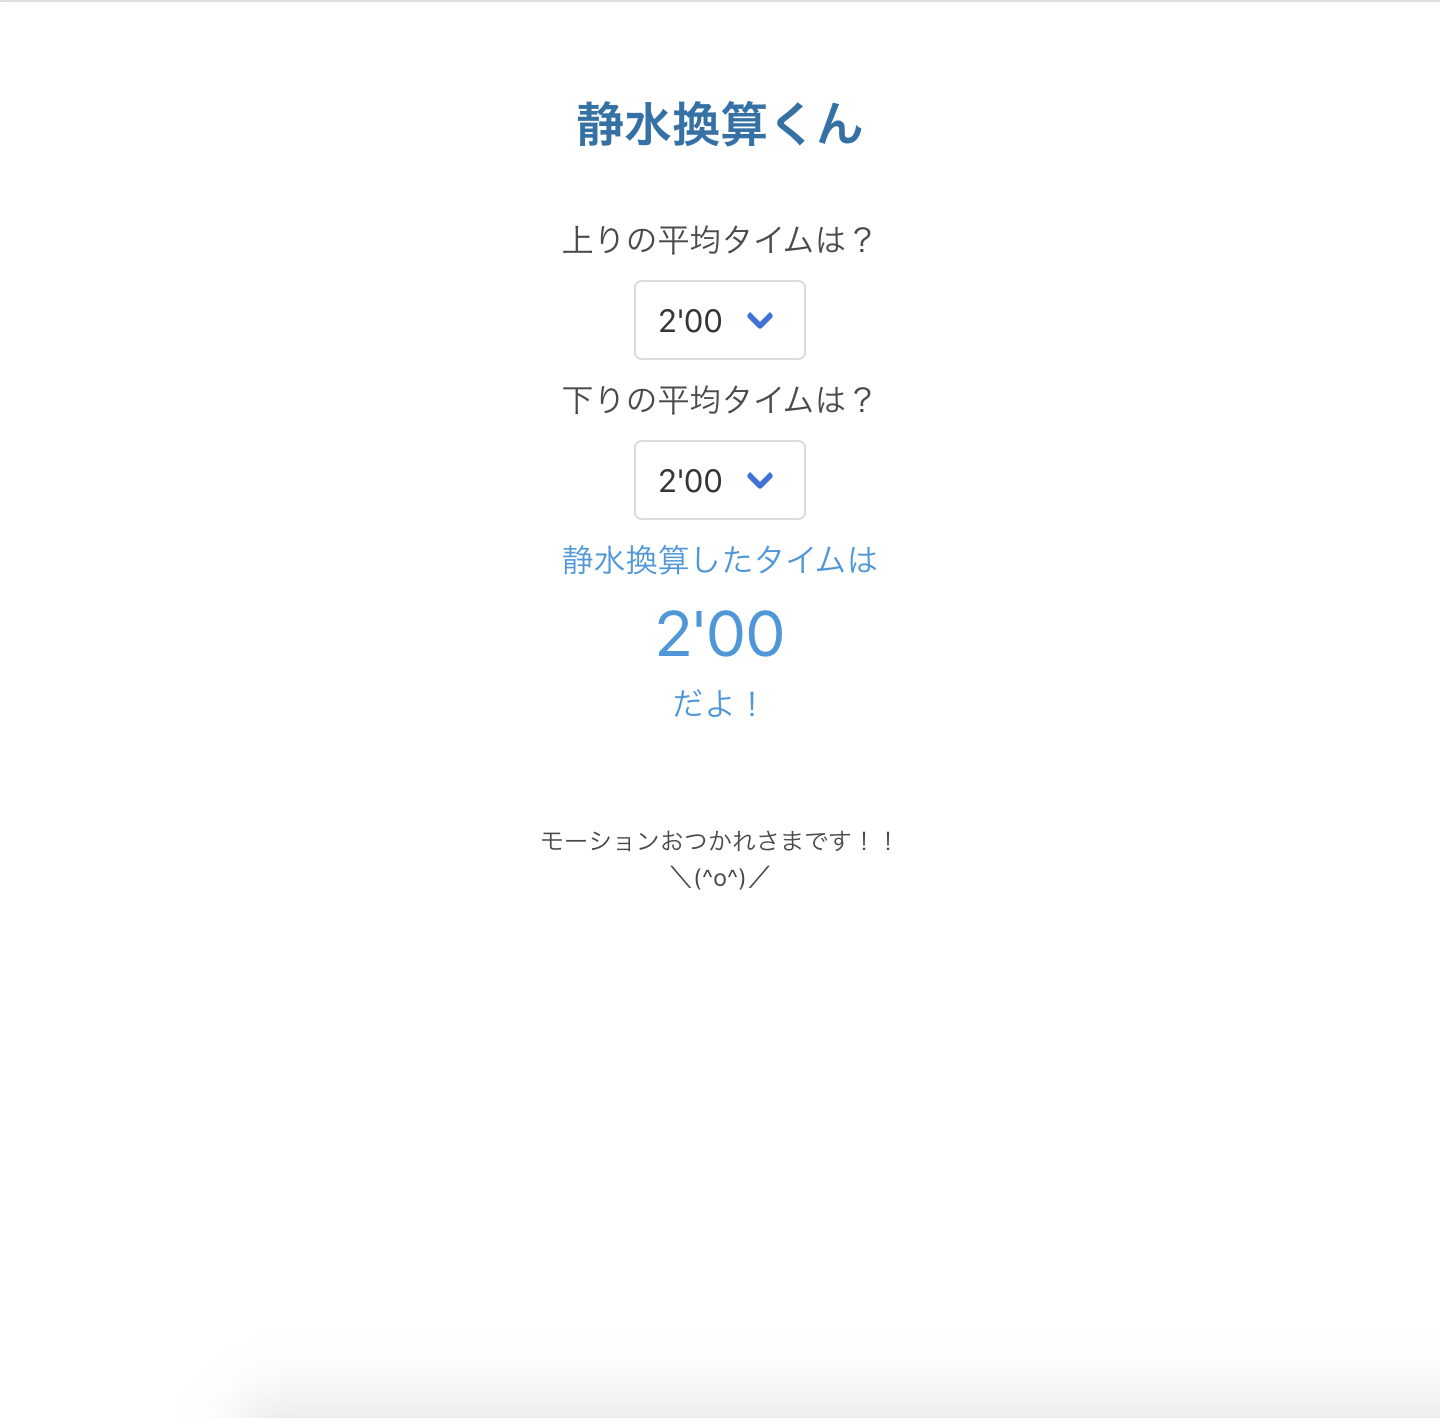 静水換算くん
上りの平均タイムは？
2'00
下りの平均タイムは？
2'00
静水換算したタイムは
2'00
だよ！
モーションおつかれさまです！！
＼(^o^)／